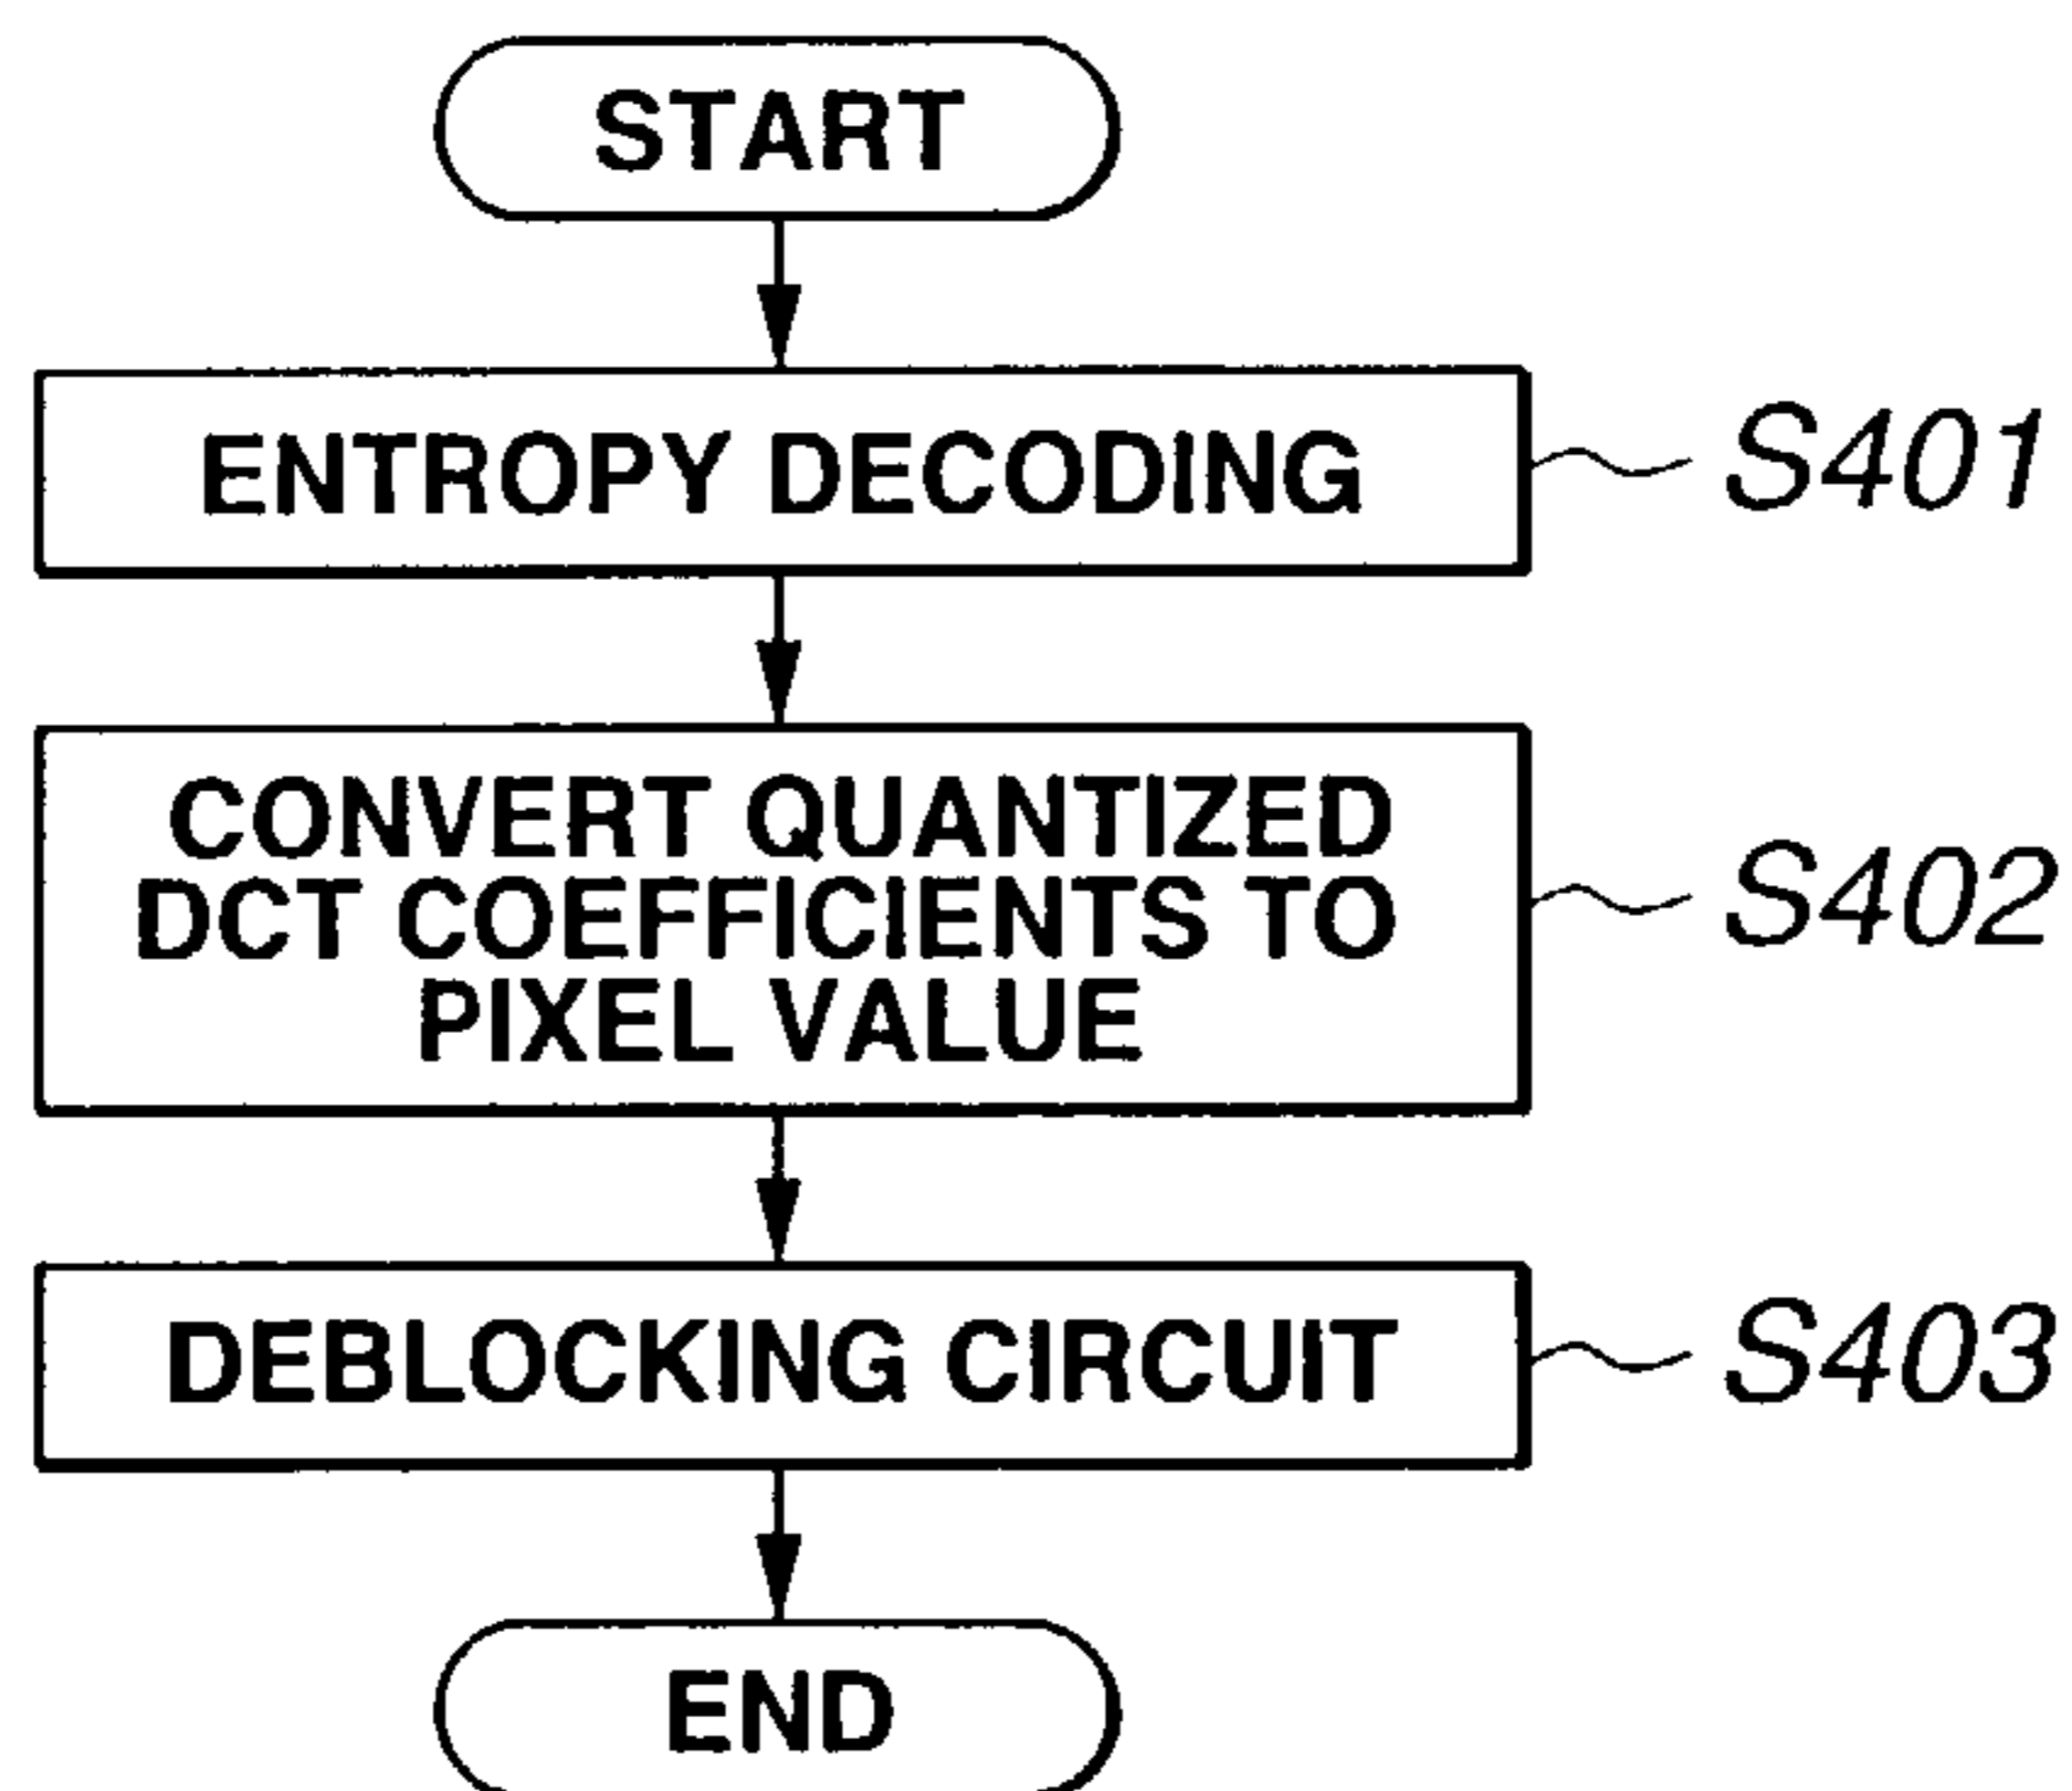 START
ENTROPY DECODING
S401
CONVERT QUANTIZED
DCT COEFFICIENTS TO
PIXEL VALUE
S402
DEBLOCKING CIRCUIT
S403
END